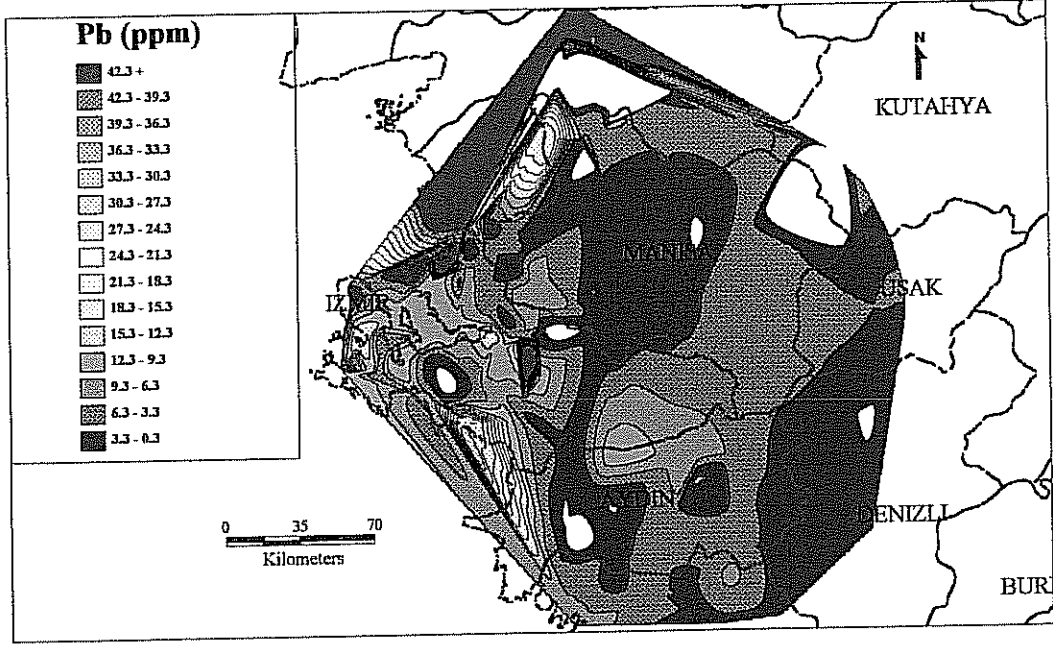 Pb (ppm)
42.3 +
42.3 - 39.3
39.3 - 36.3
36.3 - 33.3
33.3 - 30.3
30.3 - 27.3
27.3 - 24.3
24.3 - 21.3
21.3 - 18.3
18.3 - 15.3
15.3 - 12.3
12.3 - 9.3
9.3 - 6.3
6.3 - 3.3
3.3 - 0.3
N
KUTAHYA
MANISA
USAK
IZMIR
AYDIN
DENIZLI
BUR
0 35 70
Kilometers